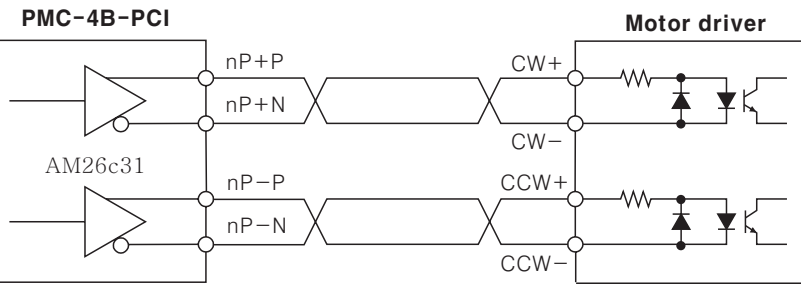 PMC-4B-PCI
Motor driver
nP+P
CW+
nP+N
CW-
AM26c31
nP-P
CCW+
nP-N
CCW-